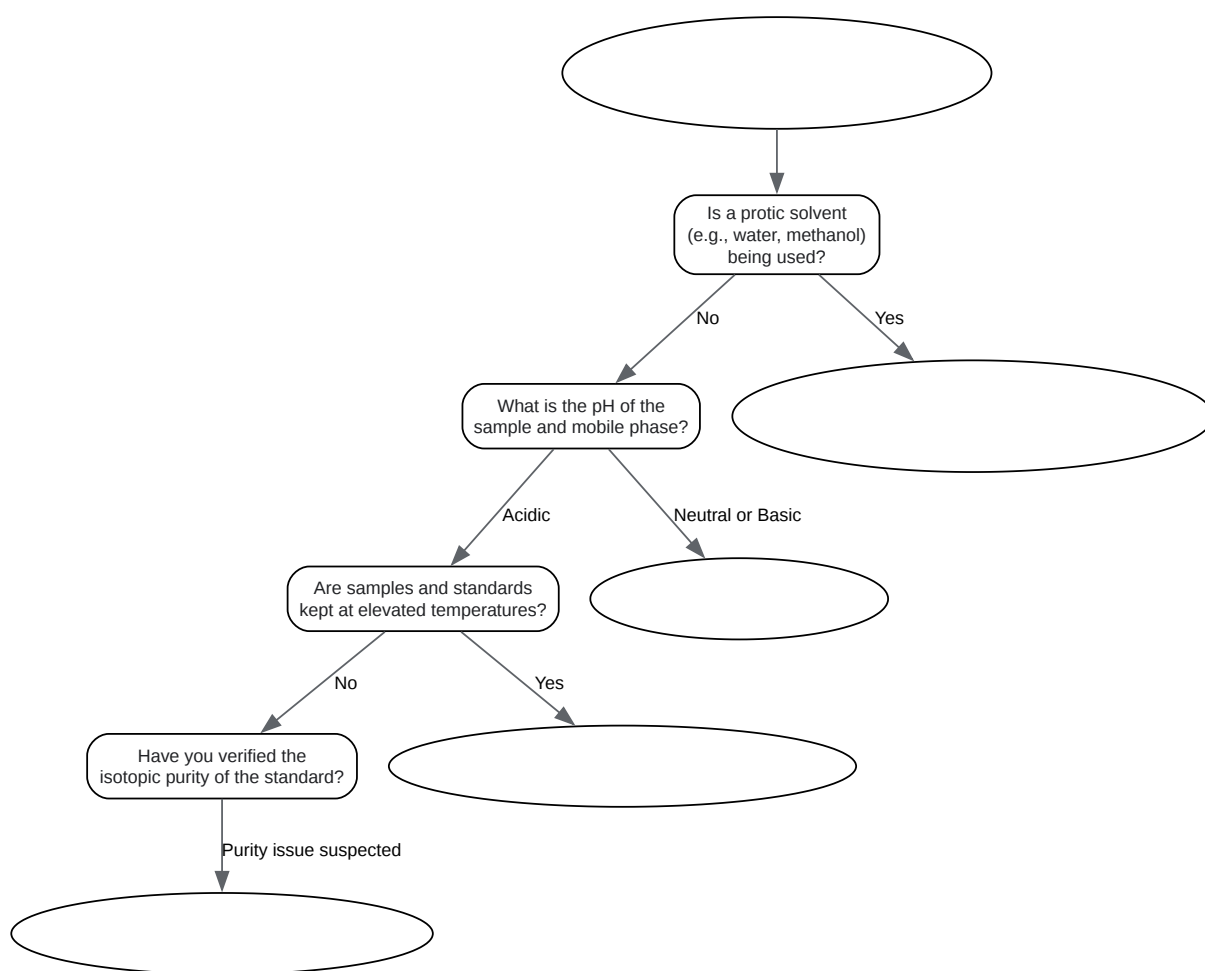 Is a protic solvent
(e.g., water, methanol)
being used?
No
Yes
What is the pH of the
sample and mobile phase?
Acidic
Neutral or Basic
Are samples and standards
kept at elevated temperatures?
No
Yes
Have you verified the
isotopic purity of the standard?
Purity issue suspected